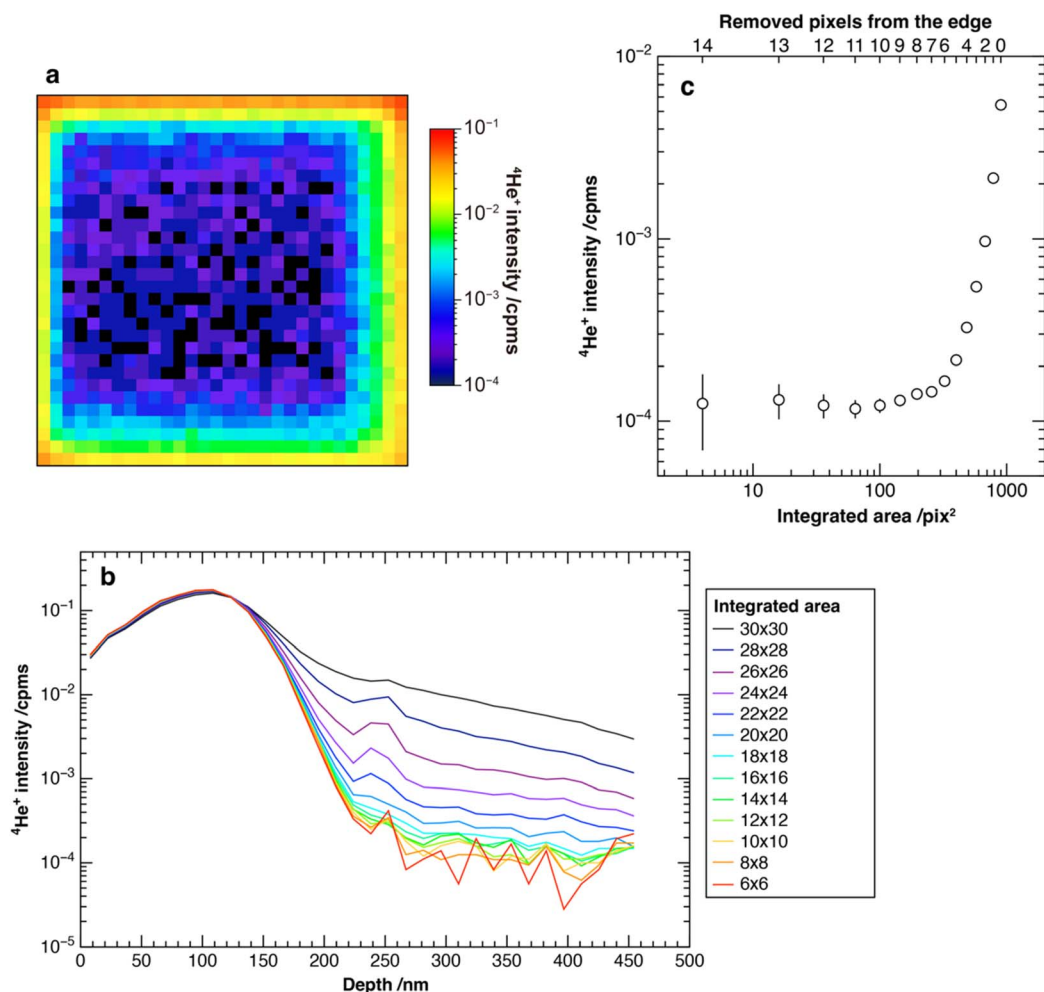 a
10⁻¹
10⁻²
10⁻³
10⁻⁴
⁴He⁺ intensity /cpms
Removed pixels from the edge
14 13 12 11 10 9 8 7 6 4 2 0
c
10⁻²
10⁻³
10⁻⁴
⁴He⁺ intensity /cpms
10 100 1000
Integrated area /pix²
b
10⁻¹
10⁻²
10⁻³
10⁻⁴
10⁻⁵
⁴He⁺ intensity /cpms
0 50 100 150 200 250 300 350 400 450 500
Depth /nm
Integrated area
30x30
28x28
26x26
24x24
22x22
20x20
18x18
16x16
14x14
12x12
10x10
8x8
6x6